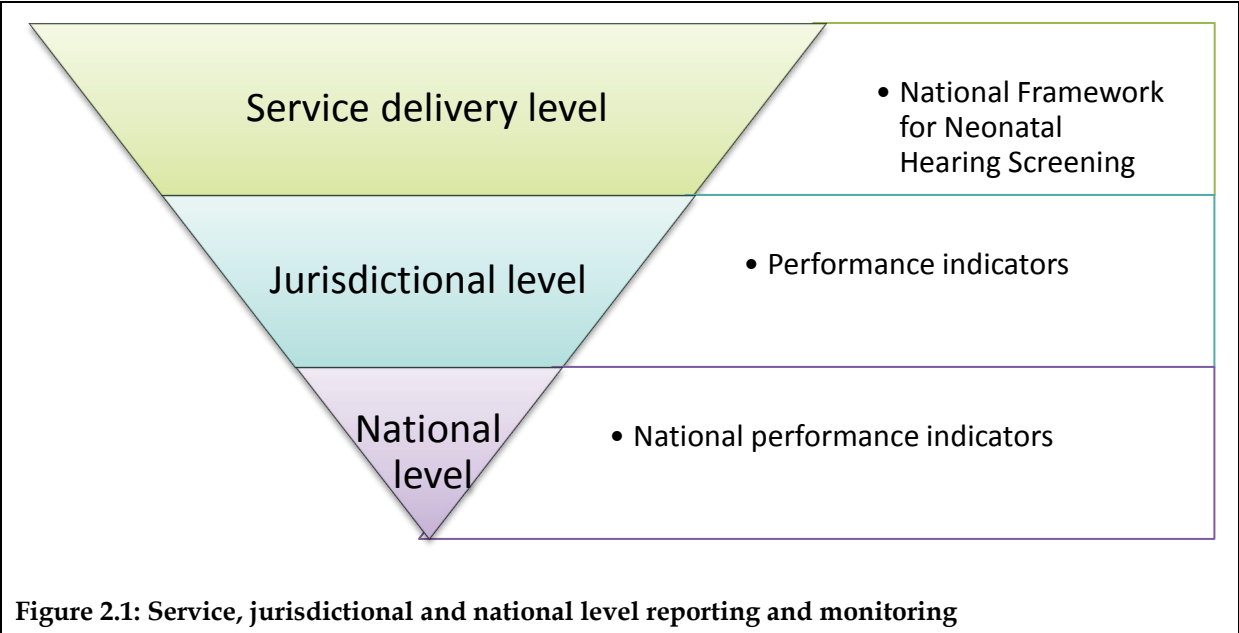 Service delivery level
• National Framework
for Neonatal
Hearing Screening
Jurisdictional level
• Performance indicators
National
level
• National performance indicators
Figure 2.1: Service, jurisdictional and national level reporting and monitoring